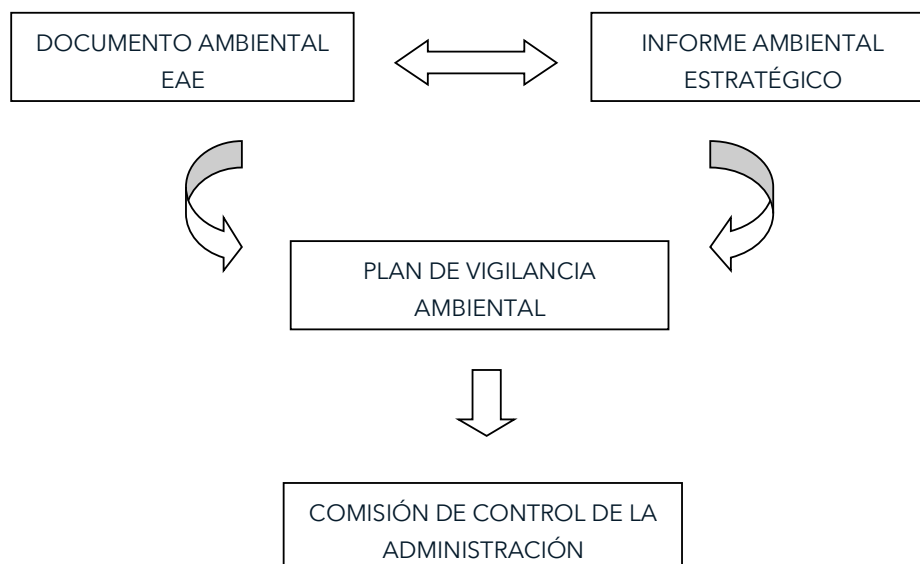 DOCUMENTO AMBIENTAL
EAE
INFORME AMBIENTAL
ESTRATÉGICO
PLAN DE VIGILANCIA
AMBIENTAL
COMISIÓN DE CONTROL DE LA
ADMINISTRACIÓN